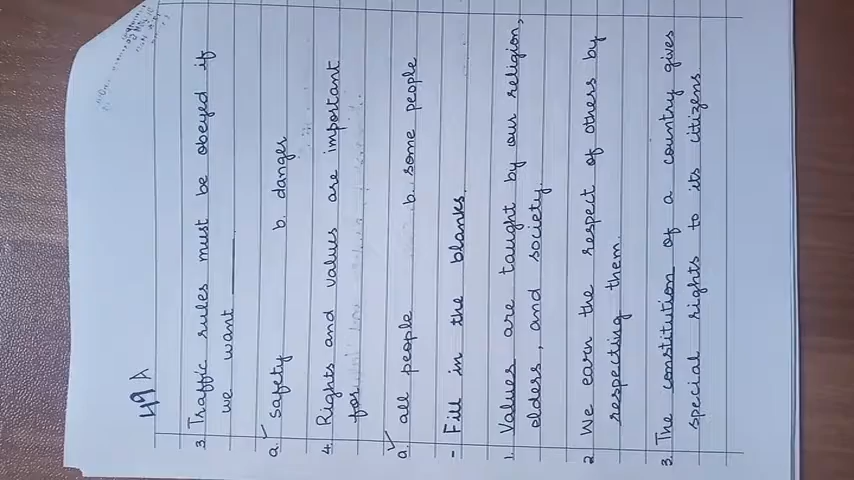 49 A
3. Traffic rules must be obeyed if
we want ______
a. Safety b. danger
4. Rights and values are important
for
a. all people b. some people
- Fill in the blanks.
1. Values are taught by our religion,
elders, and society.
2. We earn the respect of others by
respecting them.
3. The constitution of a country gives
special rights to its citizens.